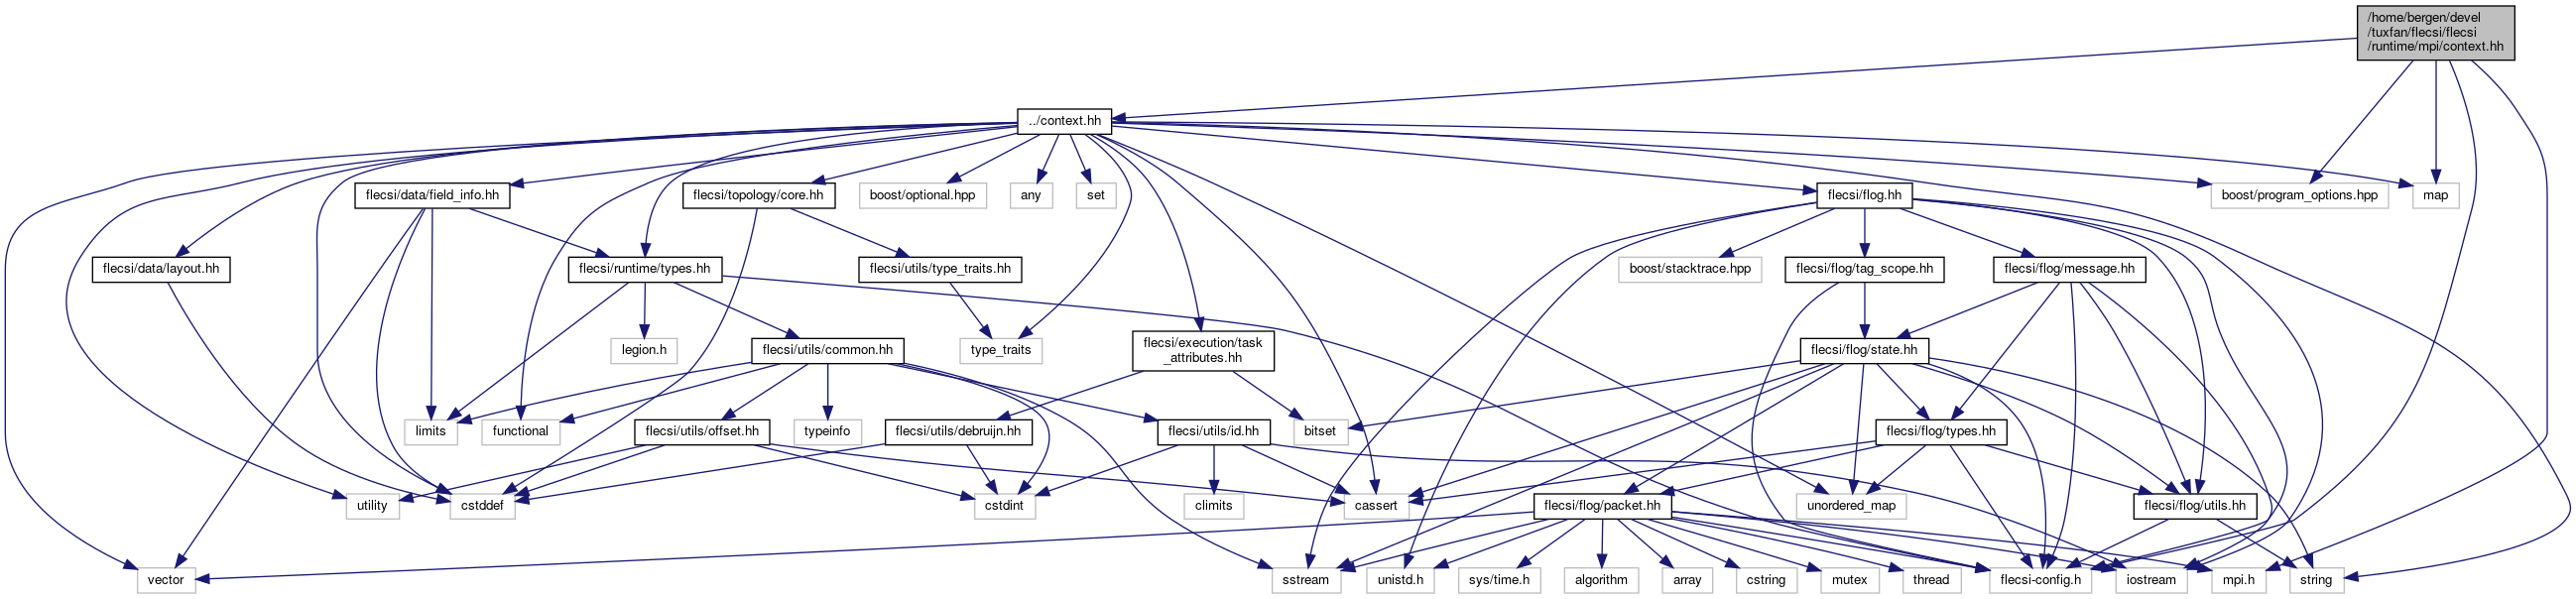 /home/bergen/devel
/tuxfan/flecsi/flecsi
/runtime/mpi/context.hh
../context.hh
flecsi/data/field_info.hh
flecsi/topology/core.hh
boost/optional.hpp
any
set
flecsi/flog.hh
boost/program_options.hpp
map
flecsi/data/layout.hh
flecsi/runtime/types.hh
flecsi/utils/type_traits.hh
boost/stacktrace.hpp
flecsi/flog/tag_scope.hh
flecsi/flog/message.hh
legion.h
flecsi/utils/common.hh
type_traits
flecsi/execution/task
_attributes.hh
flecsi/flog/state.hh
limits
functional
flecsi/utils/offset.hh
typeinfo
flecsi/utils/debruijn.hh
flecsi/utils/id.hh
bitset
flecsi/flog/types.hh
utility
cstddef
cstdint
climits
cassert
flecsi/flog/packet.hh
unordered_map
flecsi/flog/utils.hh
vector
sstream
unistd.h
sys/time.h
algorithm
array
cstring
mutex
thread
flecsi-config.h
iostream
mpi.h
string